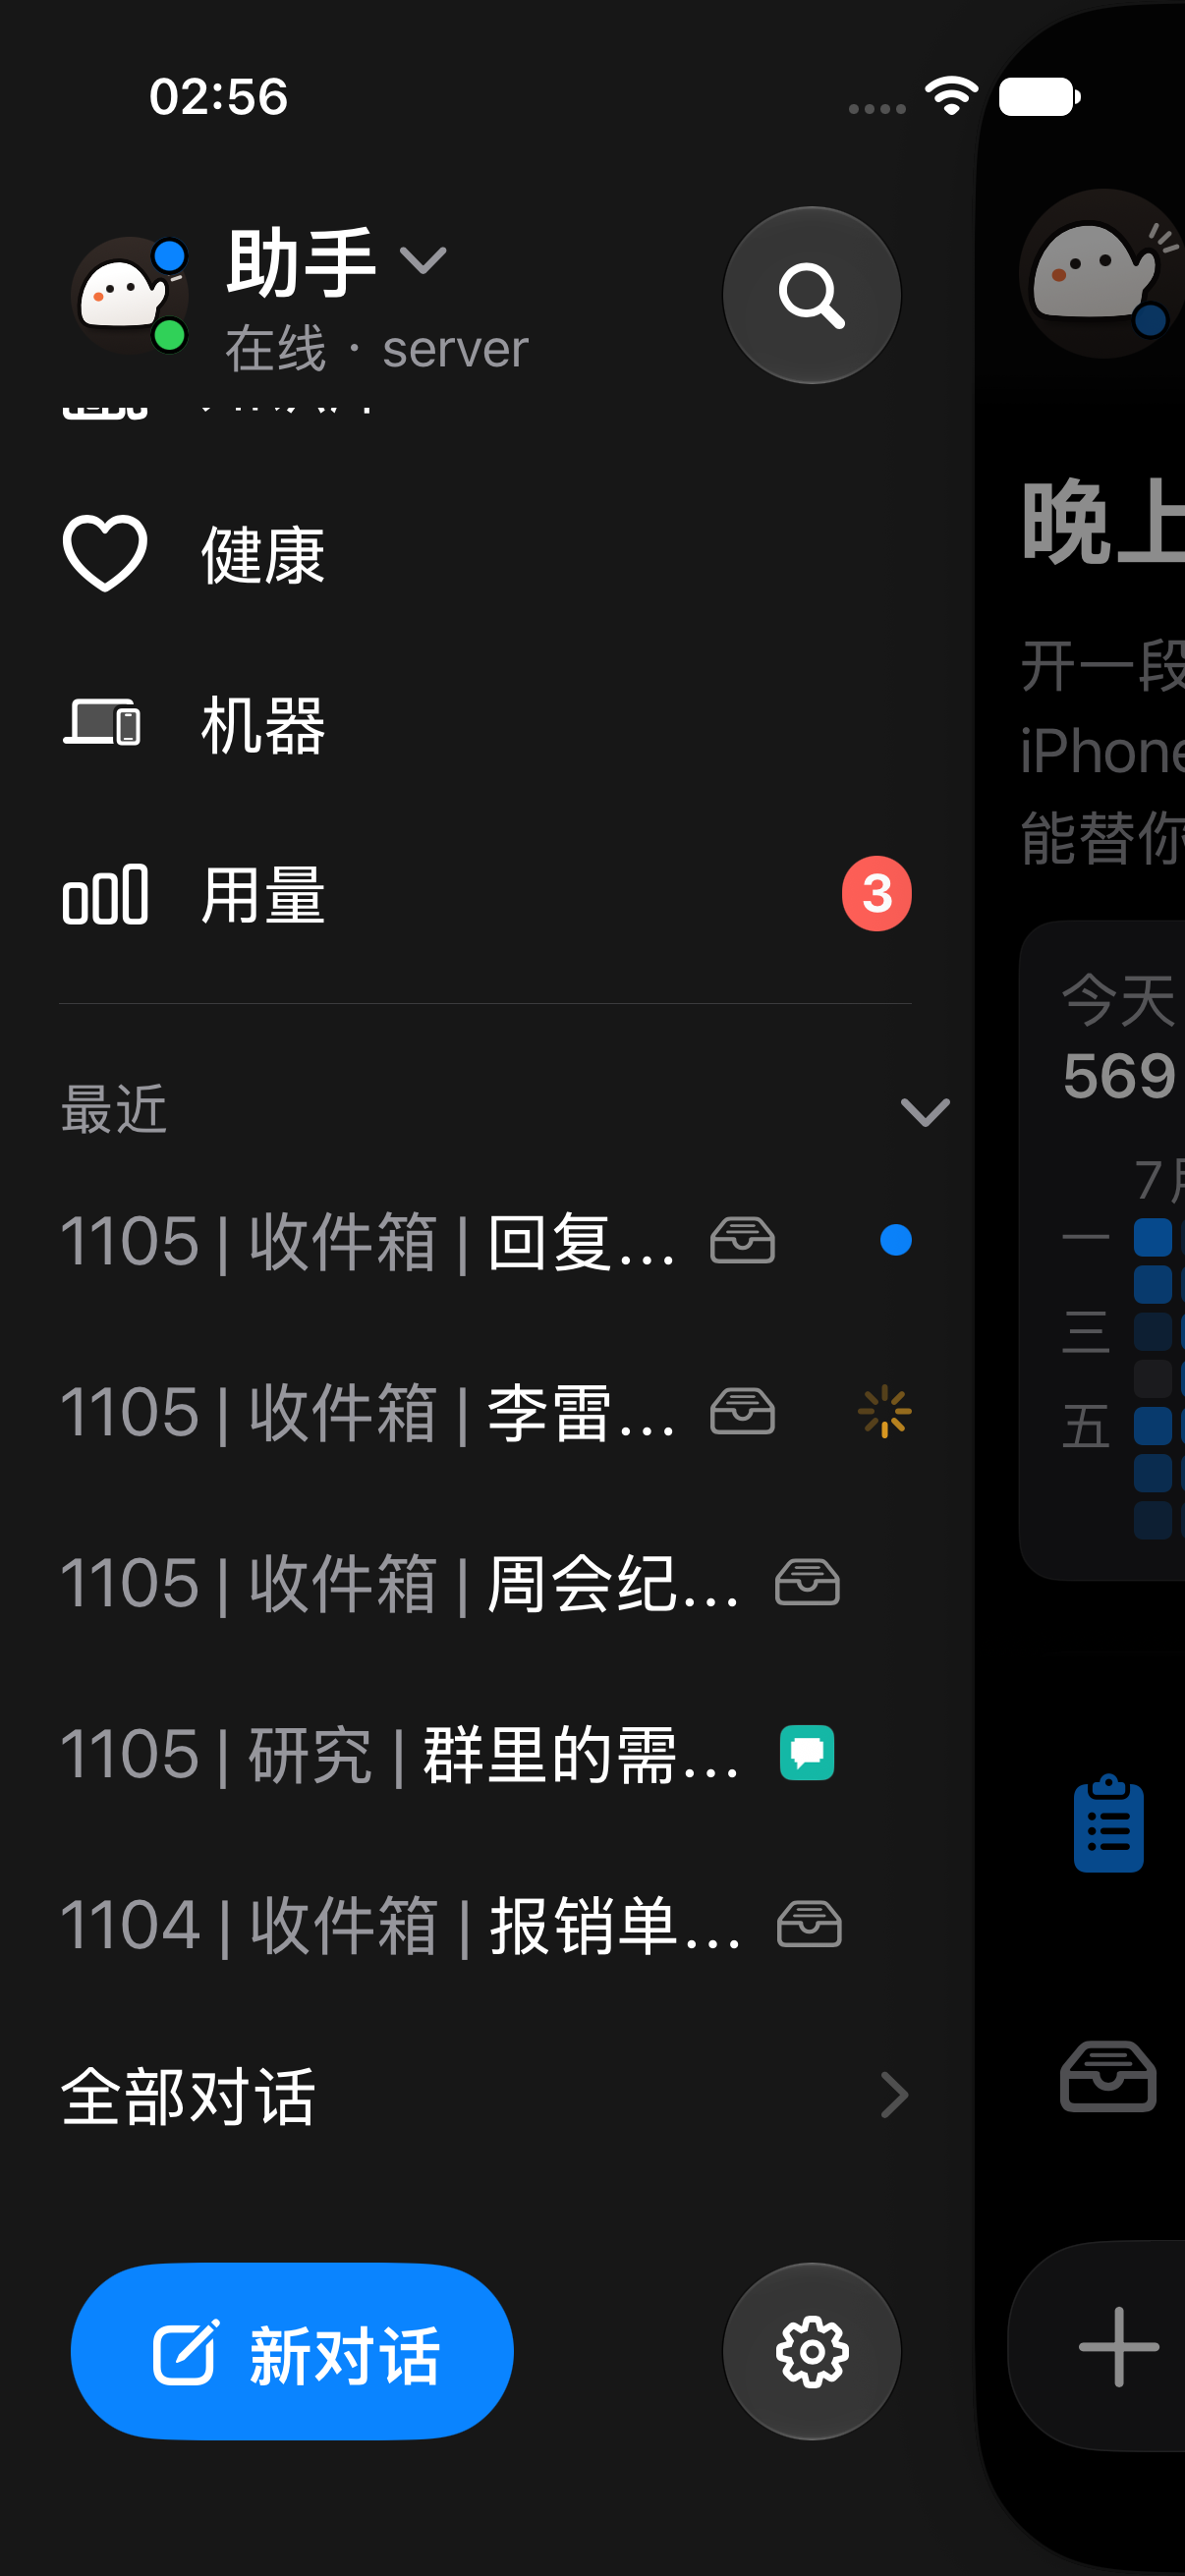 02:56
助手
在线 · server
健康
机器
用量
3
最近
1105 | 收件箱 | 回复…
1105 | 收件箱 | 李雷…
1105 | 收件箱 | 周会纪…
1105 | 研究 | 群里的需…
1104 | 收件箱 | 报销单…
全部对话
新对话
晚上
开一段
iPhone
能替你
今天
569
7
一
三
五